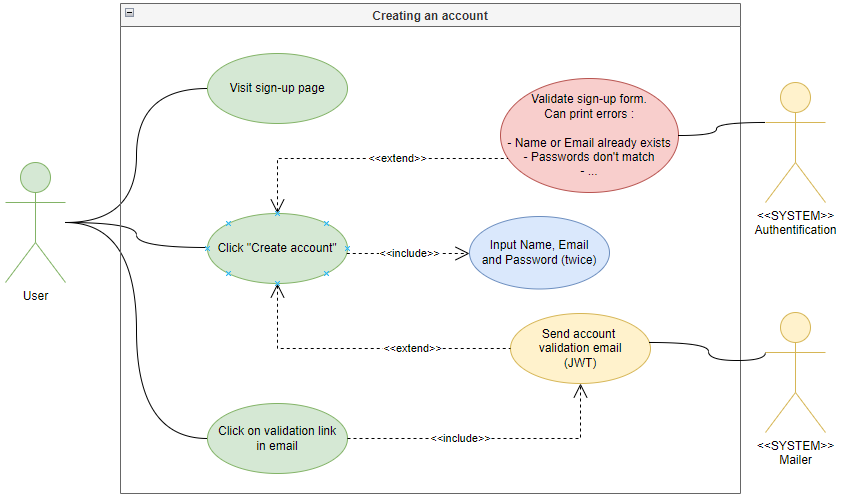 Creating an account
Visit sign-up page
Validate sign-up form.
Can print errors :
- Name or Email already exists
- Passwords don't match
- ...
<<extend>>
<<SYSTEM>>
Authentification
Click "Create account"
<<include>>
Input Name, Email
and Password (twice)
User
Send account
validation email
(JWT)
<<extend>>
Click on validation link
in email
<<include>>
<<SYSTEM>>
Mailer